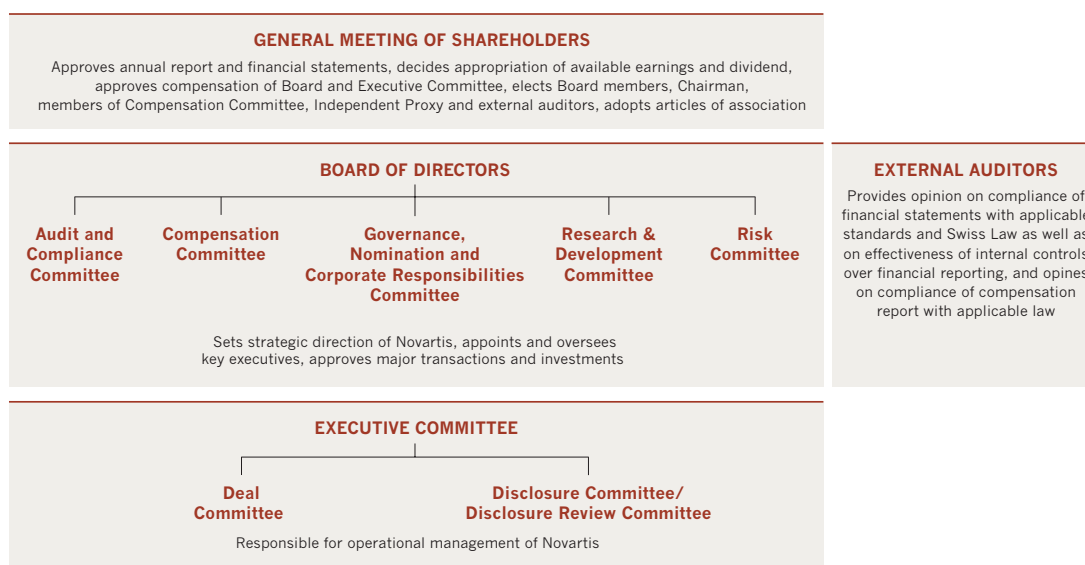 GENERAL MEETING OF SHAREHOLDERS
Approves annual report and financial statements, decides appropriation of available earnings and dividend,
approves compensation of Board and Executive Committee, elects Board members, Chairman,
members of Compensation Committee, Independent Proxy and external auditors, adopts articles of association
BOARD OF DIRECTORS
Audit and
Compliance
Committee
Compensation
Committee
Governance,
Nomination and
Corporate Responsibilities
Committee
Research &
Development
Committee
Risk
Committee
Sets strategic direction of Novartis, appoints and oversees
key executives, approves major transactions and investments
EXTERNAL AUDITORS
Provides opinion on compliance of
financial statements with applicable
standards and Swiss Law as well as
on effectiveness of internal controls
over financial reporting, and opines
on compliance of compensation
report with applicable law
EXECUTIVE COMMITTEE
Deal
Committee
Disclosure Committee/
Disclosure Review Committee
Responsible for operational management of Novartis